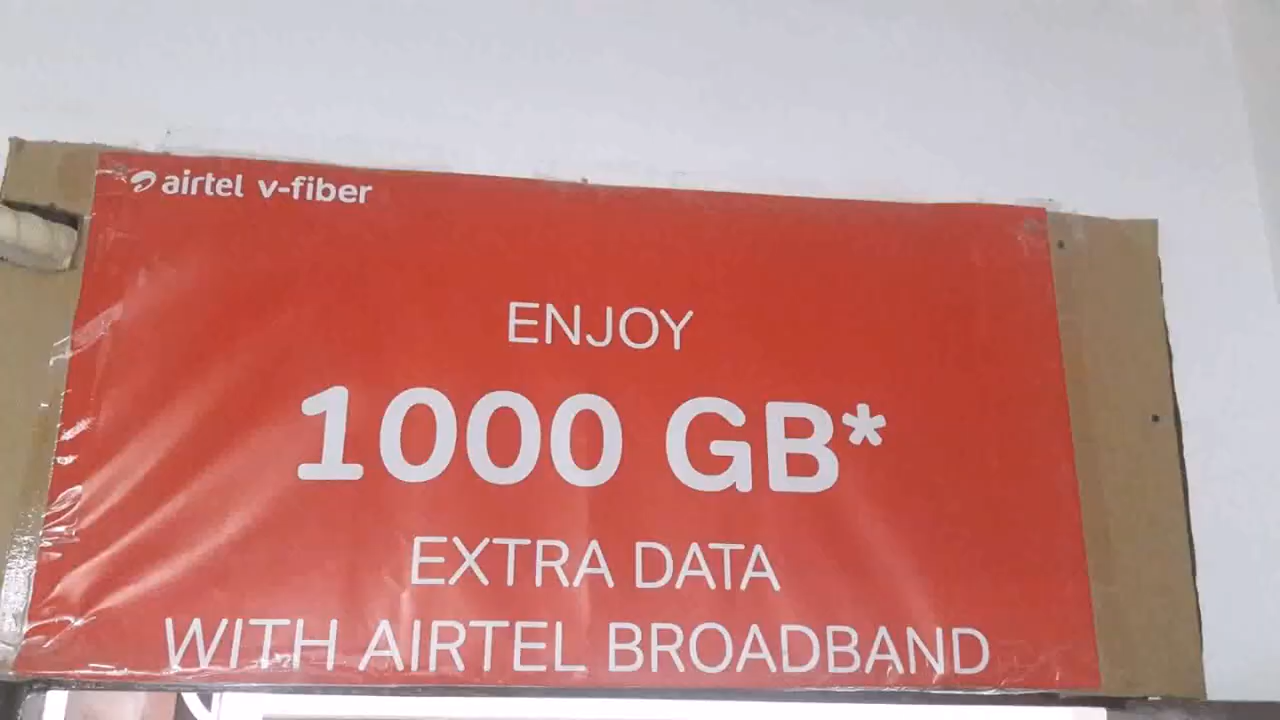 airtel v-fiber
ENJOY
1000 GB*
EXTRA DATA
WITH AIRTEL BROADBAND